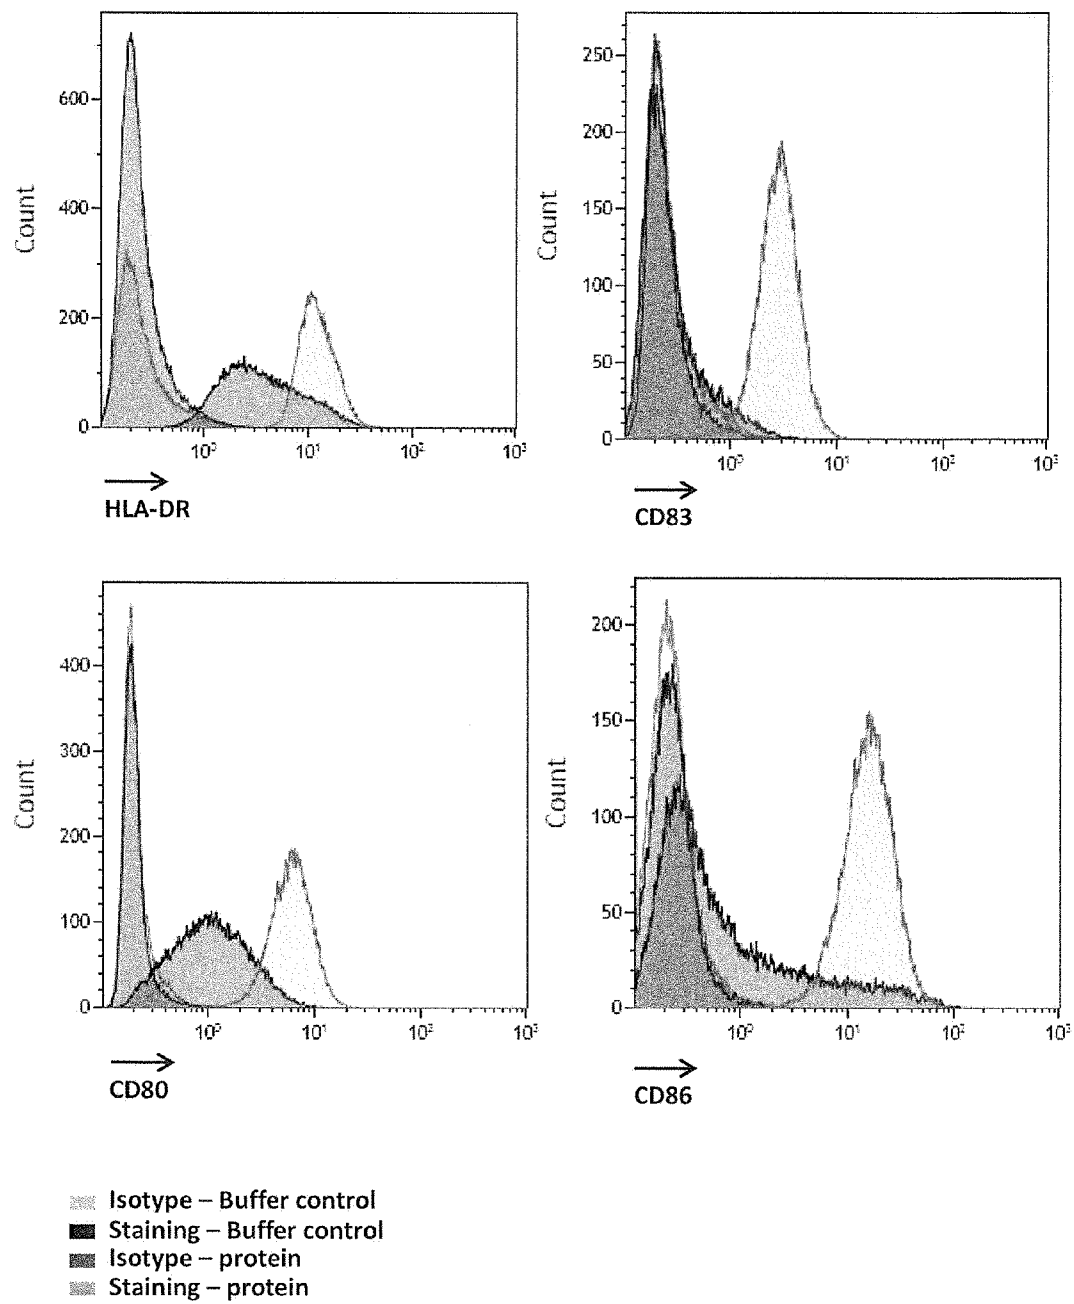 600
400
200
0
Count
10⁰ 10¹ 10² 10³
HLA-DR
250
200
150
100
50
0
Count
10⁰ 10¹ 10² 10³
CD83
400
300
200
100
0
Count
10⁰ 10¹ 10² 10³
CD80
200
150
100
50
0
Count
10⁰ 10¹ 10² 10³
CD86
Isotype – Buffer control
Staining – Buffer control
Isotype – protein
Staining – protein